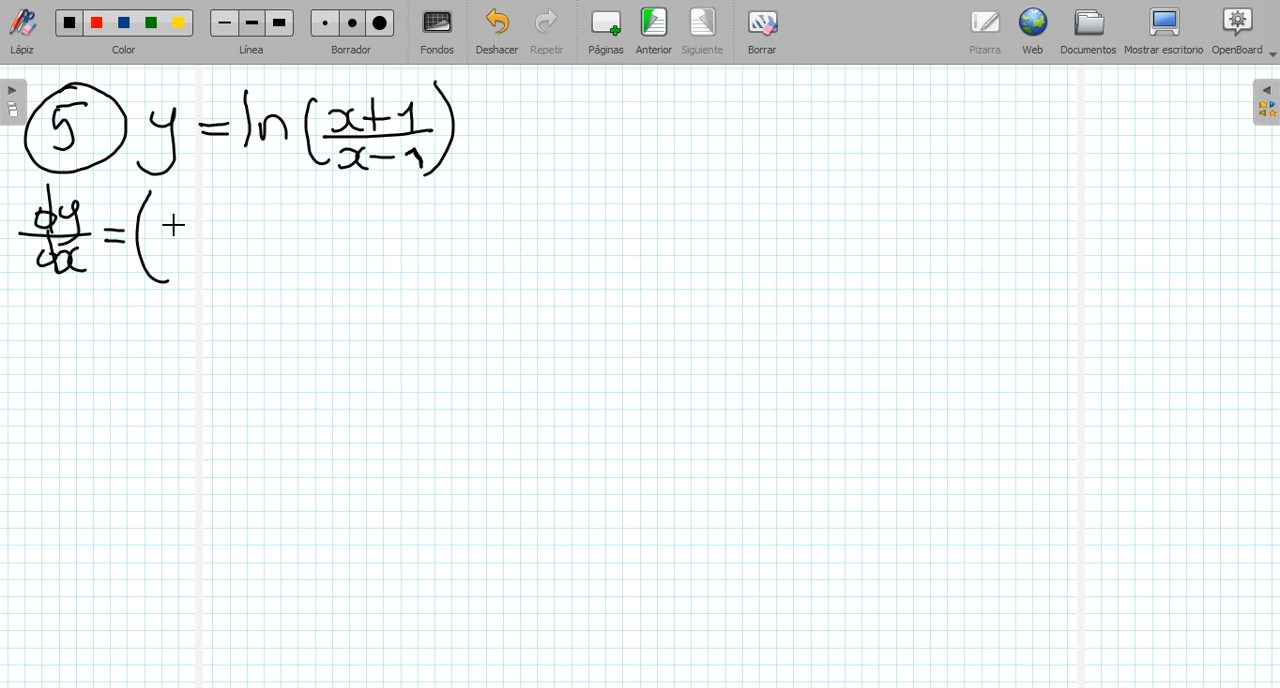 Lápiz Color Línea Borrador Fondos Deshacer Repetir Páginas Anterior Siguiente Borrar Pizarra Web Documentos Mostrar escritorio OpenBoard
5 y = ln(x+1/x-1)
dy/dx = (